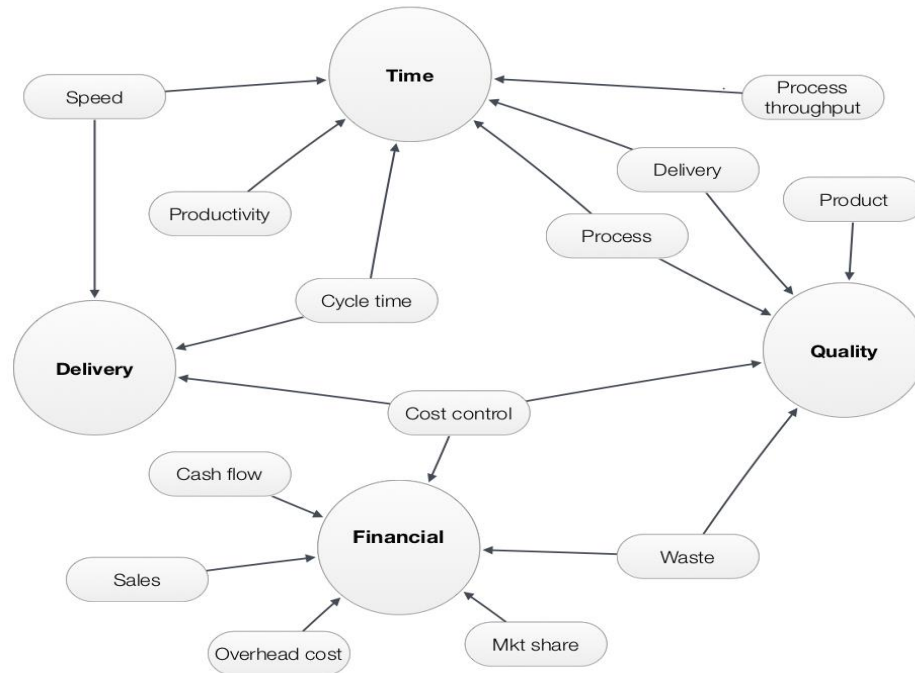 Time
Speed
Process
throughput
Delivery
Product
Productivity
Process
Cycle time
Quality
Delivery
Cost control
Cash flow
Financial
Waste
Sales
Mkt share
Overhead cost